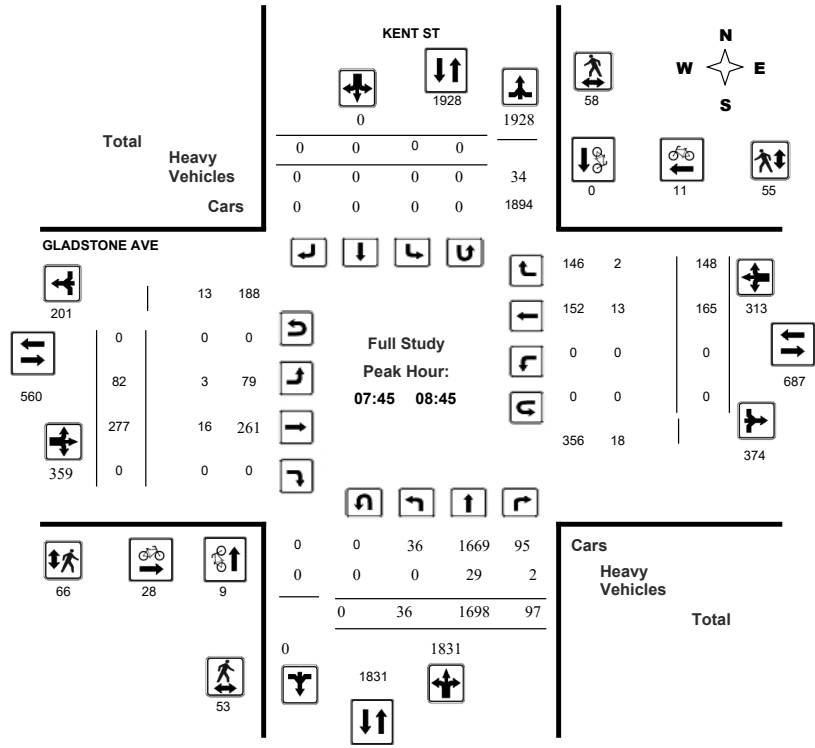 KENT ST
N
W E
S
1928
58
0 1928
Total
0 0 0 0
Heavy
Vehicles
0 0 0 0 34
Cars
0 0 0 0 1894
0 11 55
GLADSTONE AVE
201
13 188
146 2 148
313
560
0 0 0
152 13 165
687
82 3 79
0 0 0
277 16 261
0 0 0
359
0 0 0
356 18
374
Full Study
Peak Hour:
07:45 08:45
66 28 9
0 0 36 1669 95
Cars
0 0 0 29 2
Heavy
Vehicles
0 36 1698 97
Total
0 1831
1831
53